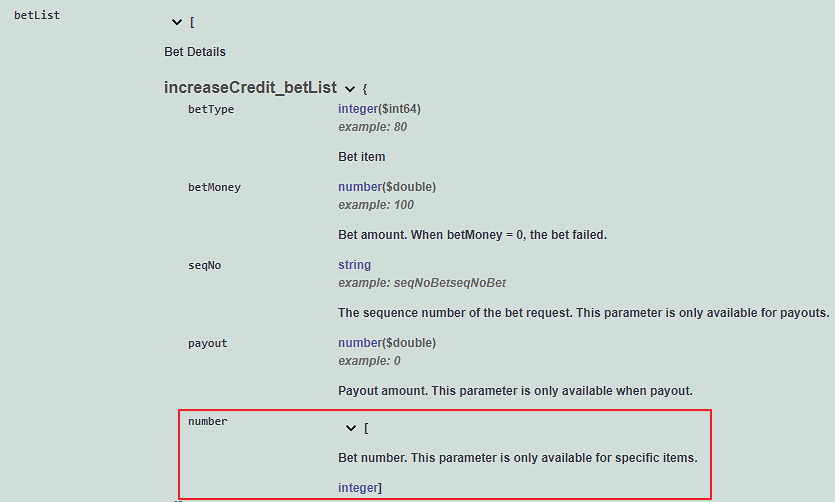 betList
[
Bet Details
increaseCredit_betList {
betType integer($int64)
example: 80
Bet item
betMoney number($double)
example: 100
Bet amount. When betMoney = 0, the bet failed.
seqNo string
example: seqNoBetseqNoBet
The sequence number of the bet request. This parameter is only available for payouts.
payout number($double)
example: 0
Payout amount. This parameter is only available when payout.
number [
Bet number. This parameter is only available for specific items.
integer]